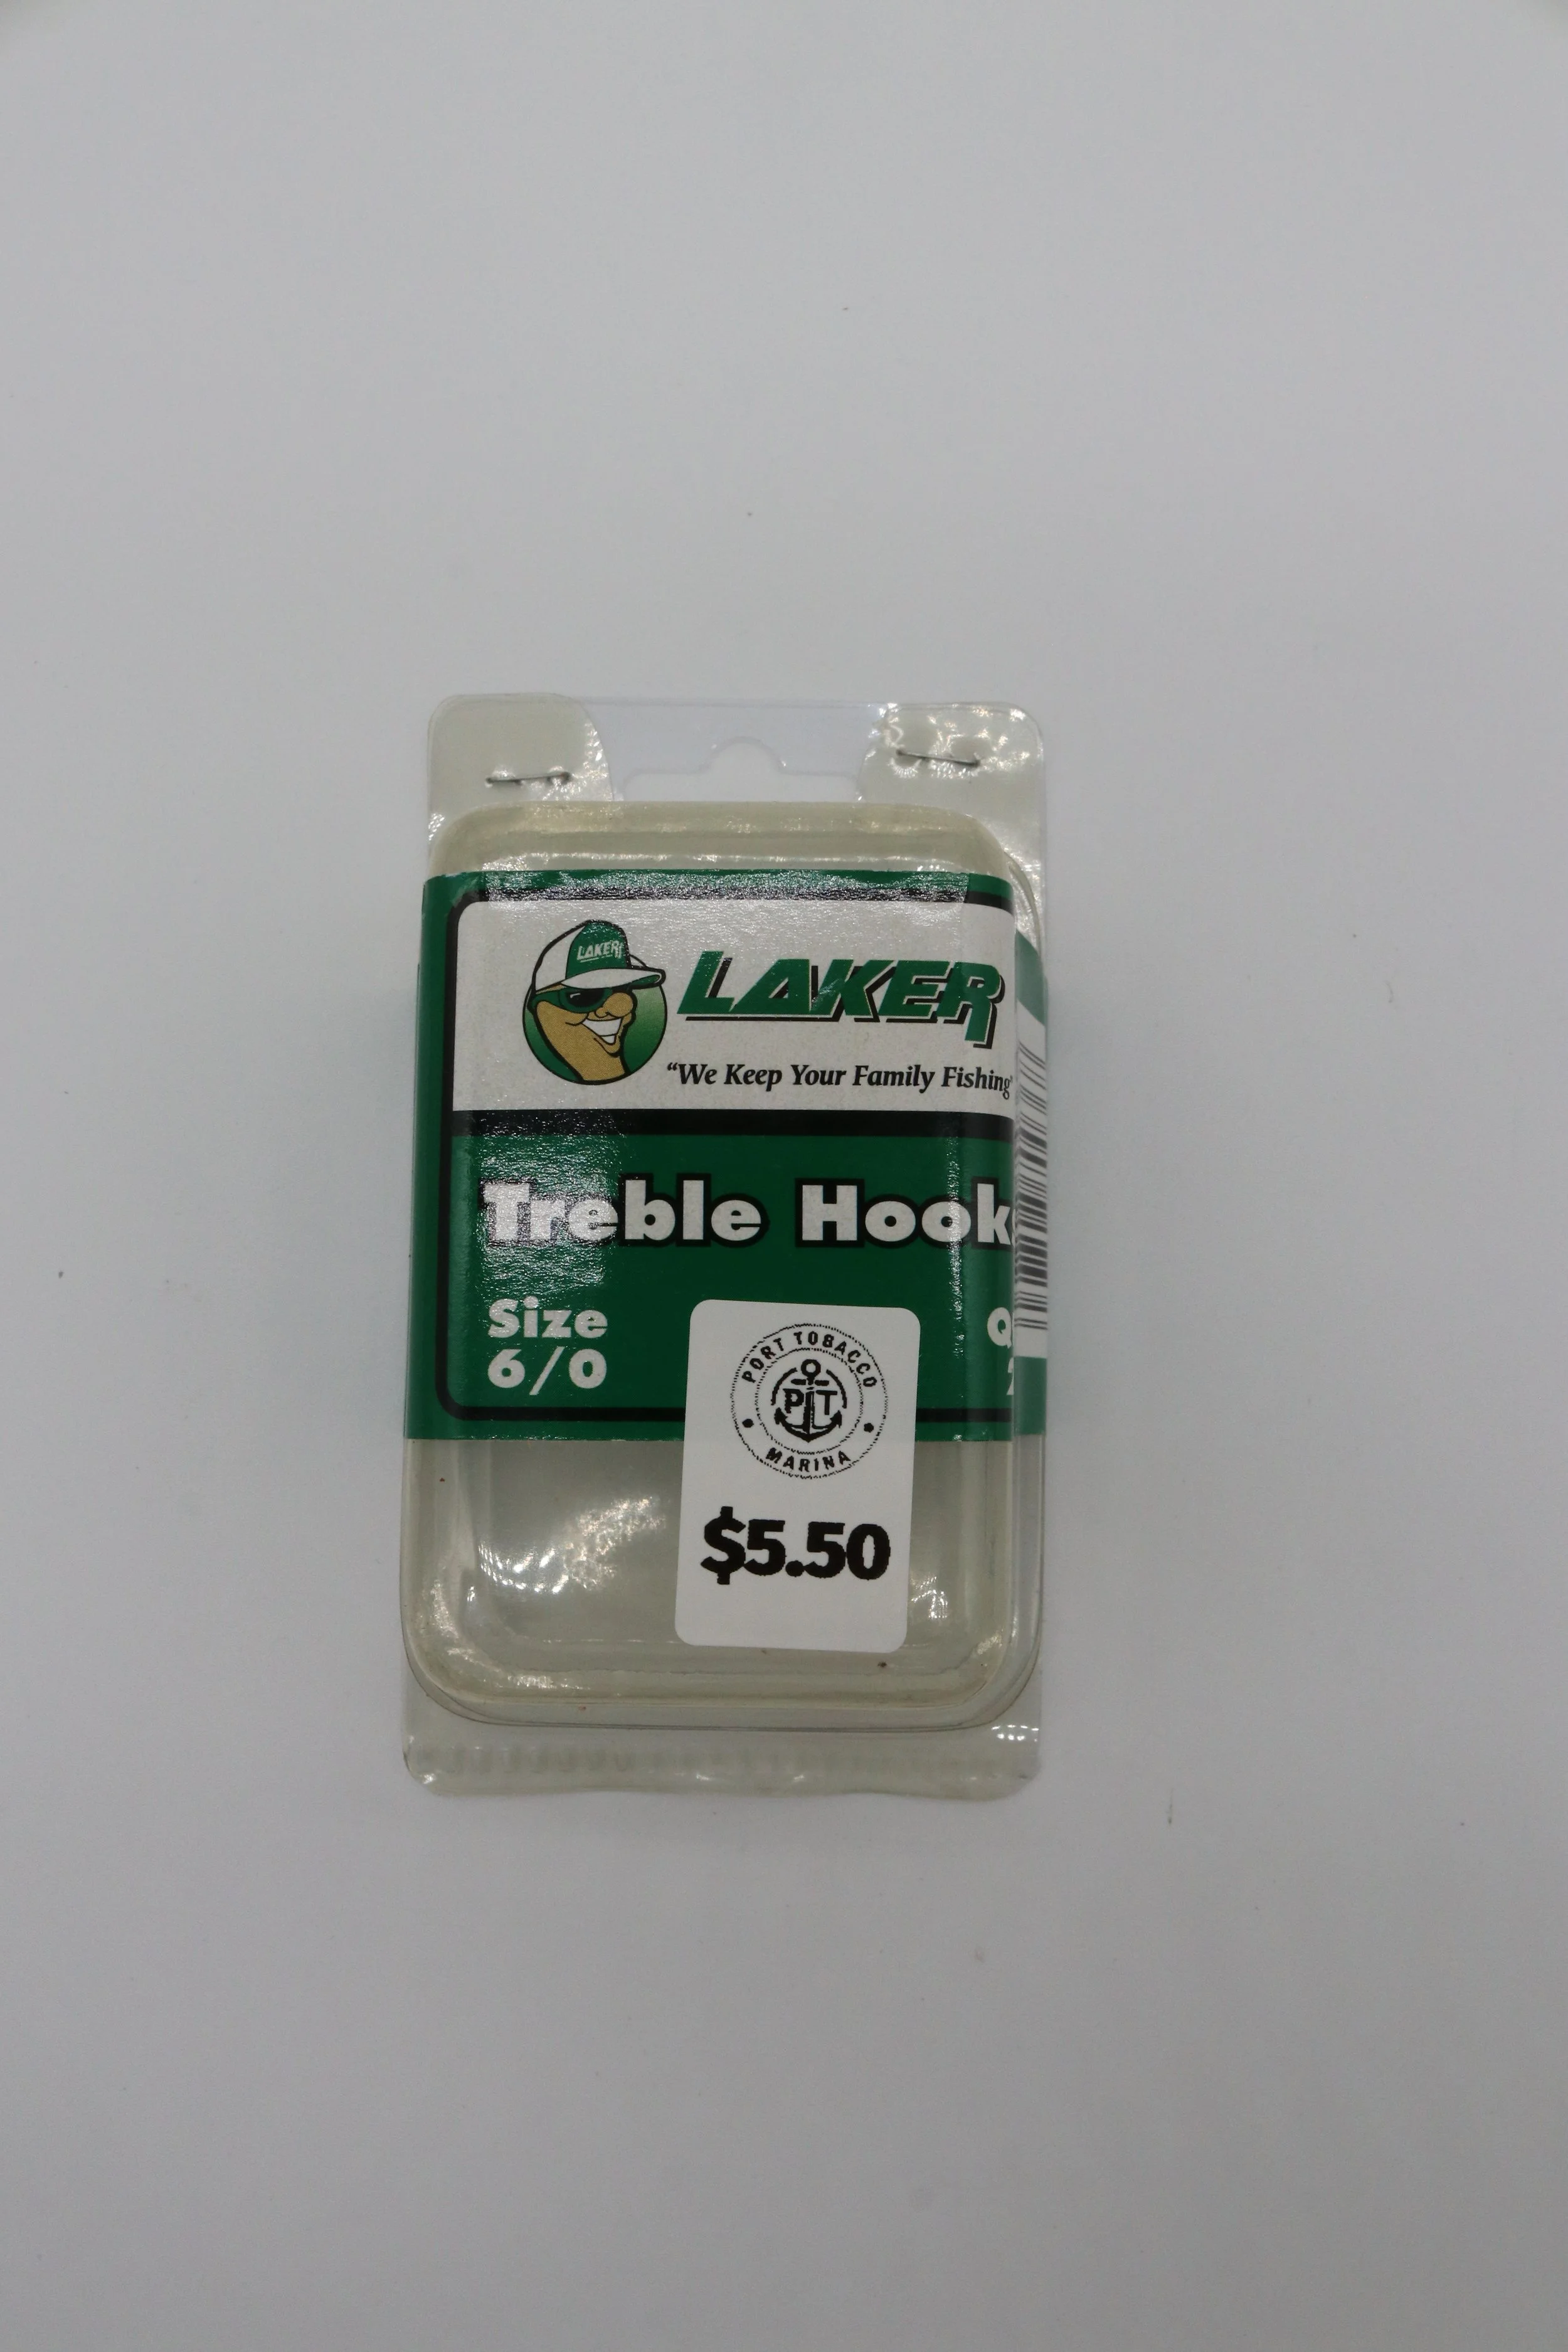 LAKER
LAKER
"We Keep Your Family Fishing"
Treble Hook
Size
6/0
PORT TOBACCO
PT
MARINA
$5.50